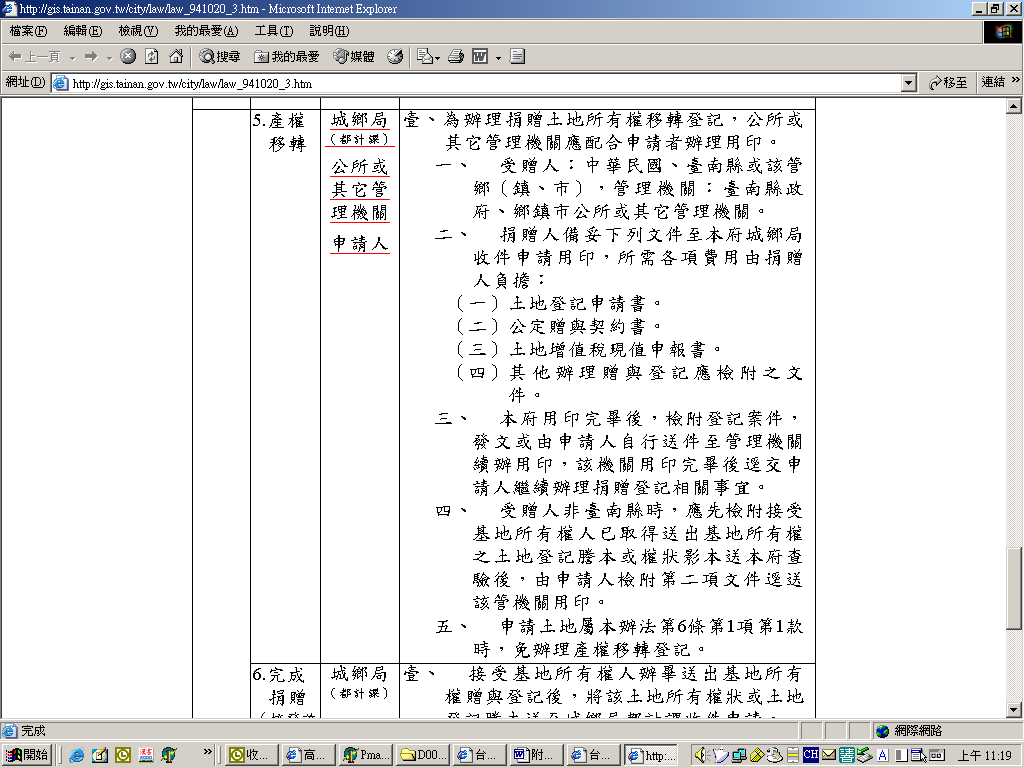 http://gis.tainan.gov.tw/city/law/law_941020_3.htm - Microsoft Internet Explorer
檔案(F) 編輯(E) 檢視(V) 我的最愛(A) 工具(T) 說明(H)
上一頁 搜尋 我的最愛 媒體
網址(D) http://gis.tainan.gov.tw/city/law/law_941020_3.htm 移至 連結 »
5.產權
移轉
城鄉局
(都計課)
公所或
其它管
理機關
申請人
壹、為辦理捐贈土地所有權移轉登記，公所或
其它管理機關應配合申請者辦理用印。
一、 受贈人：中華民國、臺南縣或該管
鄉（鎮、市），管理機關：臺南縣政
府、鄉鎮市公所或其它管理機關。
二、 捐贈人備妥下列文件至本府城鄉局
收件申請用印，所需各項費用由捐贈
人負擔：
（一）土地登記申請書。
（二）公定贈與契約書。
（三）土地增值稅現值申報書。
（四）其他辦理贈與登記應檢附之文
件。
三、 本府用印完畢後，檢附登記案件，
發文或由申請人自行送件至管理機關
續辦用印，該機關用印完畢後逕交申
請人繼續辦理捐贈登記相關事宜。
四、 受贈人非臺南縣時，應先檢附接受
基地所有權人已取得送出基地所有權
之土地登記謄本或權狀影本送本府查
驗後，由申請人檢附第二項文件逕送
該管機關用印。
五、 申請土地屬本辦法第6條第1項第1款
時，免辦理產權移轉登記。
6.完成
捐贈
城鄉局
(都計課)
壹、 接受基地所有權人辦畢送出基地所有
權贈與登記後，將該土地所有權狀或土地
登記謄本送至城鄉局都計課收件申請。
完成 網際網路
開始 » 收... 高... Pma... D00... 台... 附... 台... http:... CH 上午 11:19